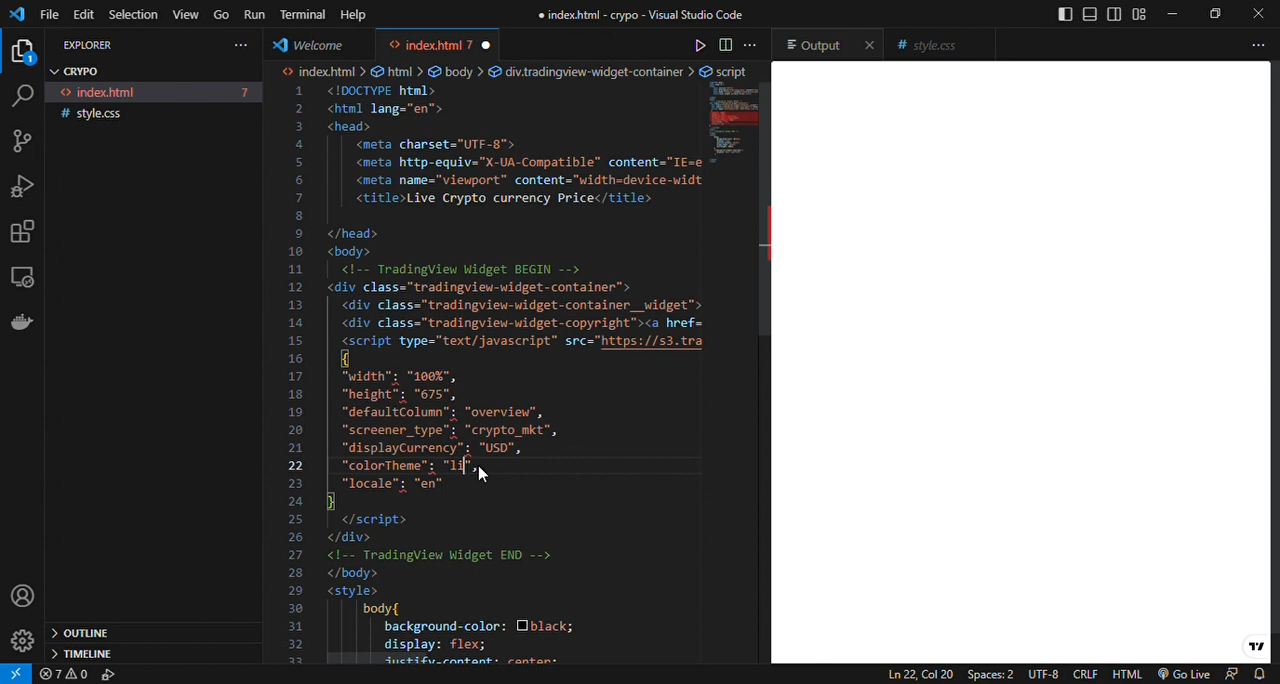 File Edit Selection View Go Run Terminal Help
● index.html - crypo - Visual Studio Code
EXPLORER
Welcome
index.html 7
Output
# style.css
CRYPO
index.html > html > body > div.tradingview-widget-container > script
index.html 7
# style.css
1 <!DOCTYPE html>
2 <html lang="en">
3 <head>
4 <meta charset="UTF-8">
5 <meta http-equiv="X-UA-Compatible" content="IE=e
6 <meta name="viewport" content="width=device-widt
7 <title>Live Crypto currency Price</title>
8
9 </head>
10 <body>
11 <!-- TradingView Widget BEGIN -->
12 <div class="tradingview-widget-container">
13 <div class="tradingview-widget-container__widget">
14 <div class="tradingview-widget-copyright"><a href=
15 <script type="text/javascript" src="https://s3.tra
16 {
17 "width": "100%",
18 "height": "675",
19 "defaultColumn": "overview",
20 "screener_type": "crypto_mkt",
21 "displayCurrency": "USD",
22 "colorTheme": "li",
23 "locale": "en"
24 }
25 </script>
26 </div>
27 <!-- TradingView Widget END -->
28 </body>
29 <style>
30 body{
31 background-color: black;
32 display: flex;
33 justify-content: center;
OUTLINE
TIMELINE
1
7 0
Ln 22, Col 20 Spaces: 2 UTF-8 CRLF HTML Go Live